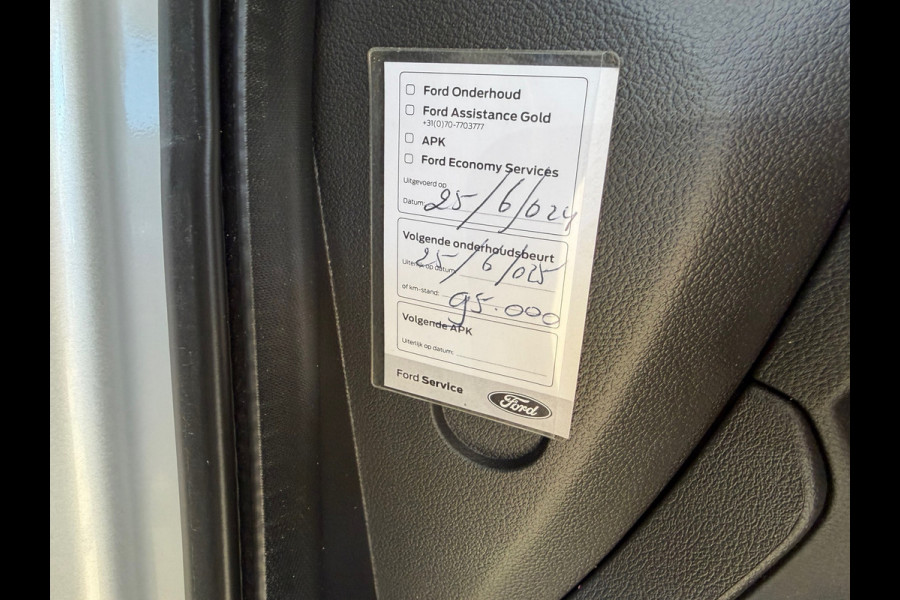 Ford Onderhoud
Ford Assistance Gold
+31(0)70-7703777
APK
Ford Economy Services
Uitgevoerd op
Datum: 25/6/024
Volgende onderhoudsbeurt
Uiterlijk op datum: 25/6/025
of km-stand: 95.000
Volgende APK
Uiterlijk op datum:
Ford Service
Ford